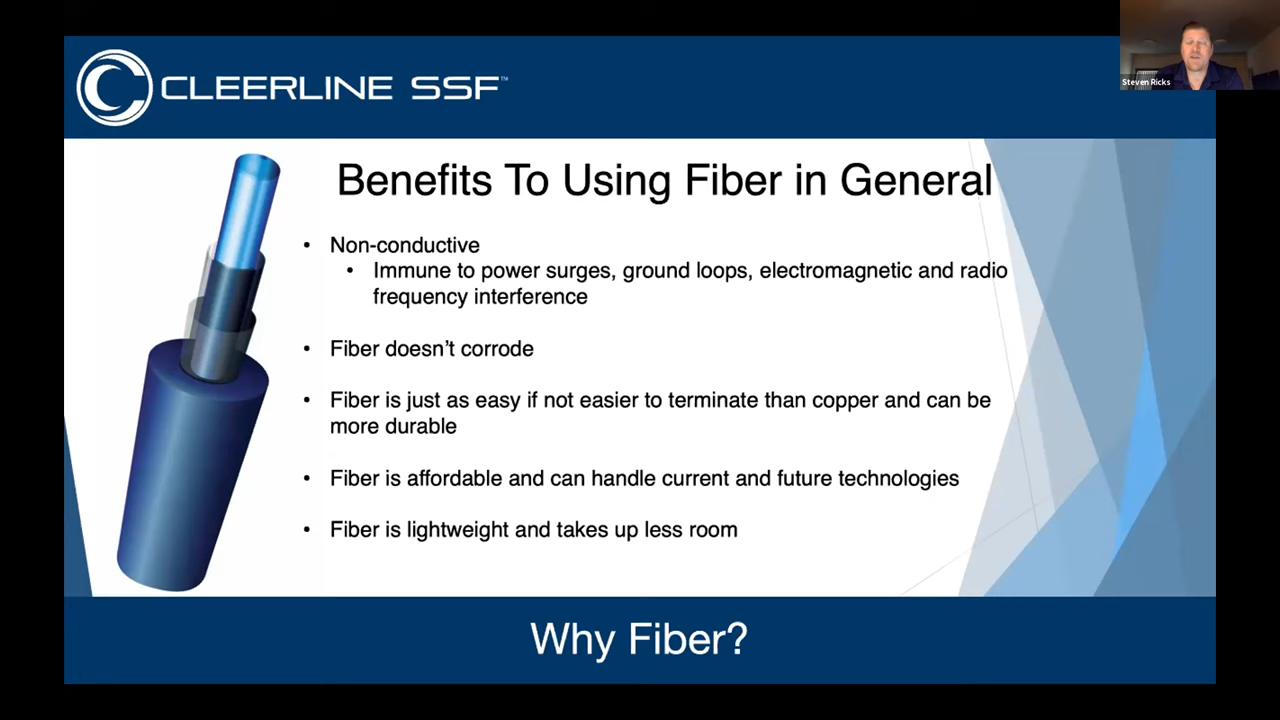 CLEERLINE SSF™
Steven Ricks
Benefits To Using Fiber in General
• Non-conductive
• Immune to power surges, ground loops, electromagnetic and radio
frequency interference
• Fiber doesn’t corrode
• Fiber is just as easy if not easier to terminate than copper and can be
more durable
• Fiber is affordable and can handle current and future technologies
• Fiber is lightweight and takes up less room
Why Fiber?